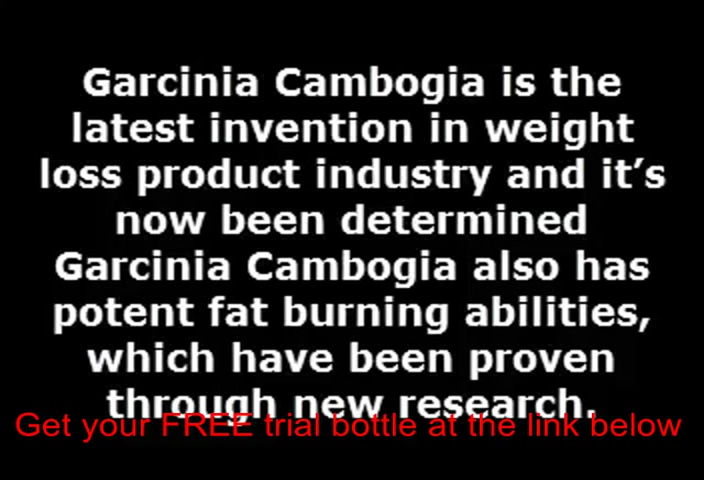 Garcinia Cambogia is the
latest invention in weight
loss product industry and it’s
now been determined
Garcinia Cambogia also has
potent fat burning abilities,
which have been proven
through new research.
Get your FREE trial bottle at the link below